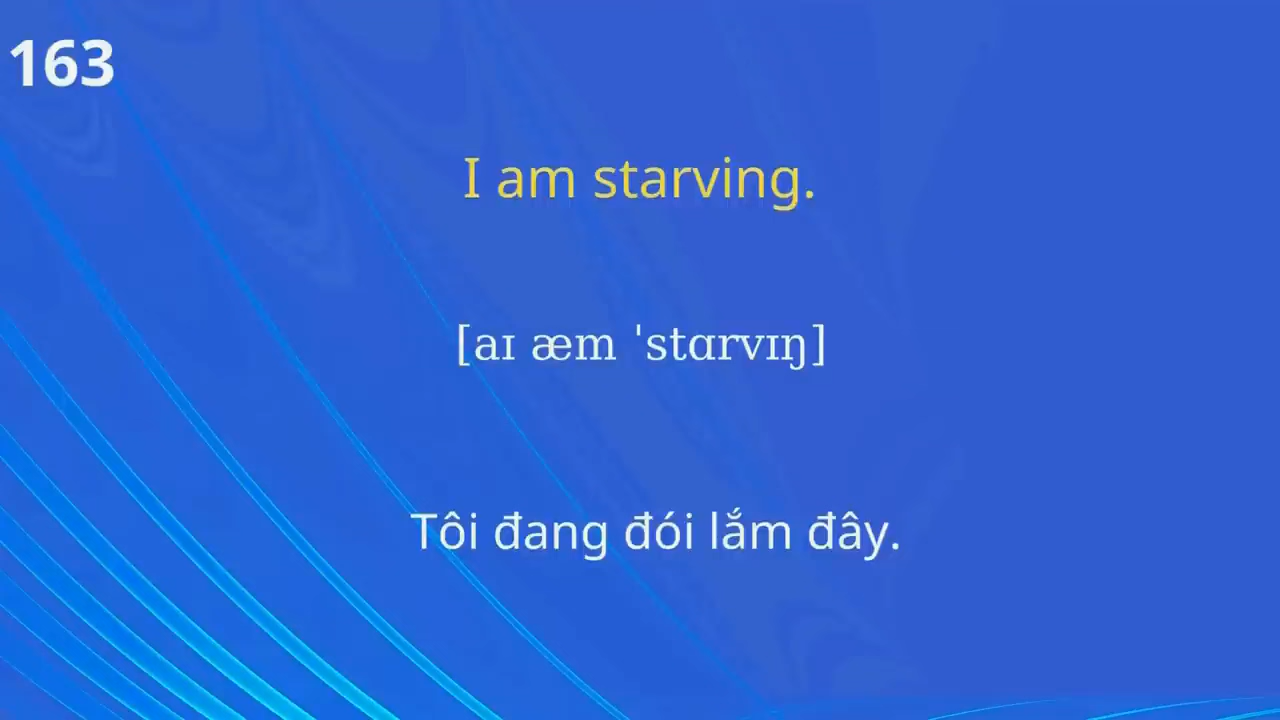 163
I am starving.
[aɪ æm ˈstɑrvɪŋ]
Tôi đang đói lắm đây.